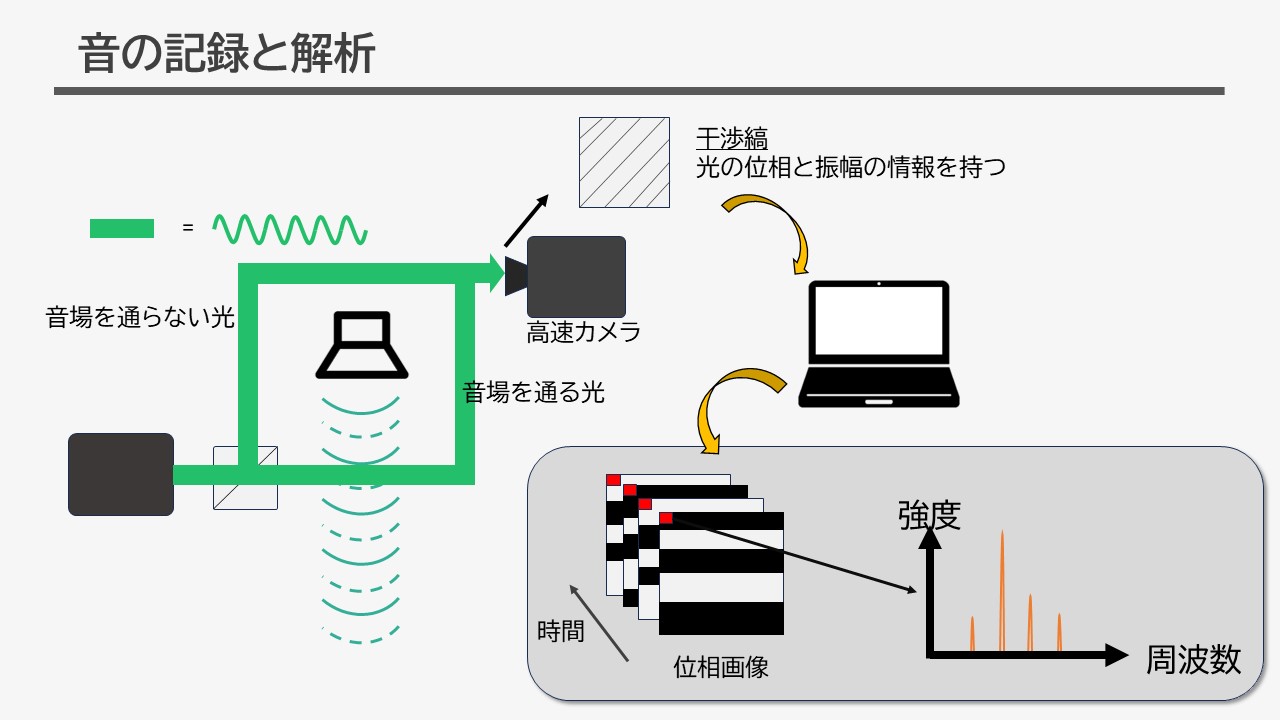 音の記録と解析
干渉縞
光の位相と振幅の情報を持つ
=
音場を通らない光
高速カメラ
音場を通る光
強度
時間
位相画像
周波数